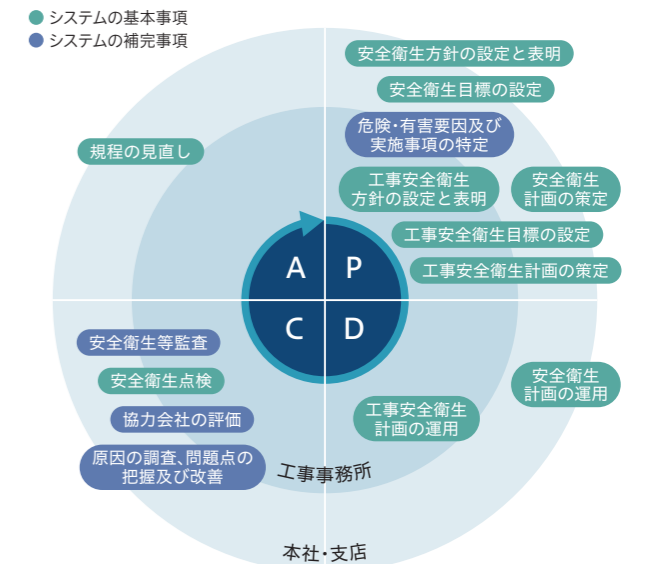 システムの基本事項
システムの補完事項
安全衛生方針の設定と表明
安全衛生目標の設定
危険・有害要因及び
実施事項の特定
規程の見直し
工事安全衛生
方針の設定と表明
安全衛生
計画の策定
工事安全衛生目標の設定
工事安全衛生計画の策定
A
P
C
D
安全衛生等監査
安全衛生点検
協力会社の評価
原因の調査、問題点の
把握及び改善
工事安全衛生
計画の運用
安全衛生
計画の運用
工事事務所
本社・支店